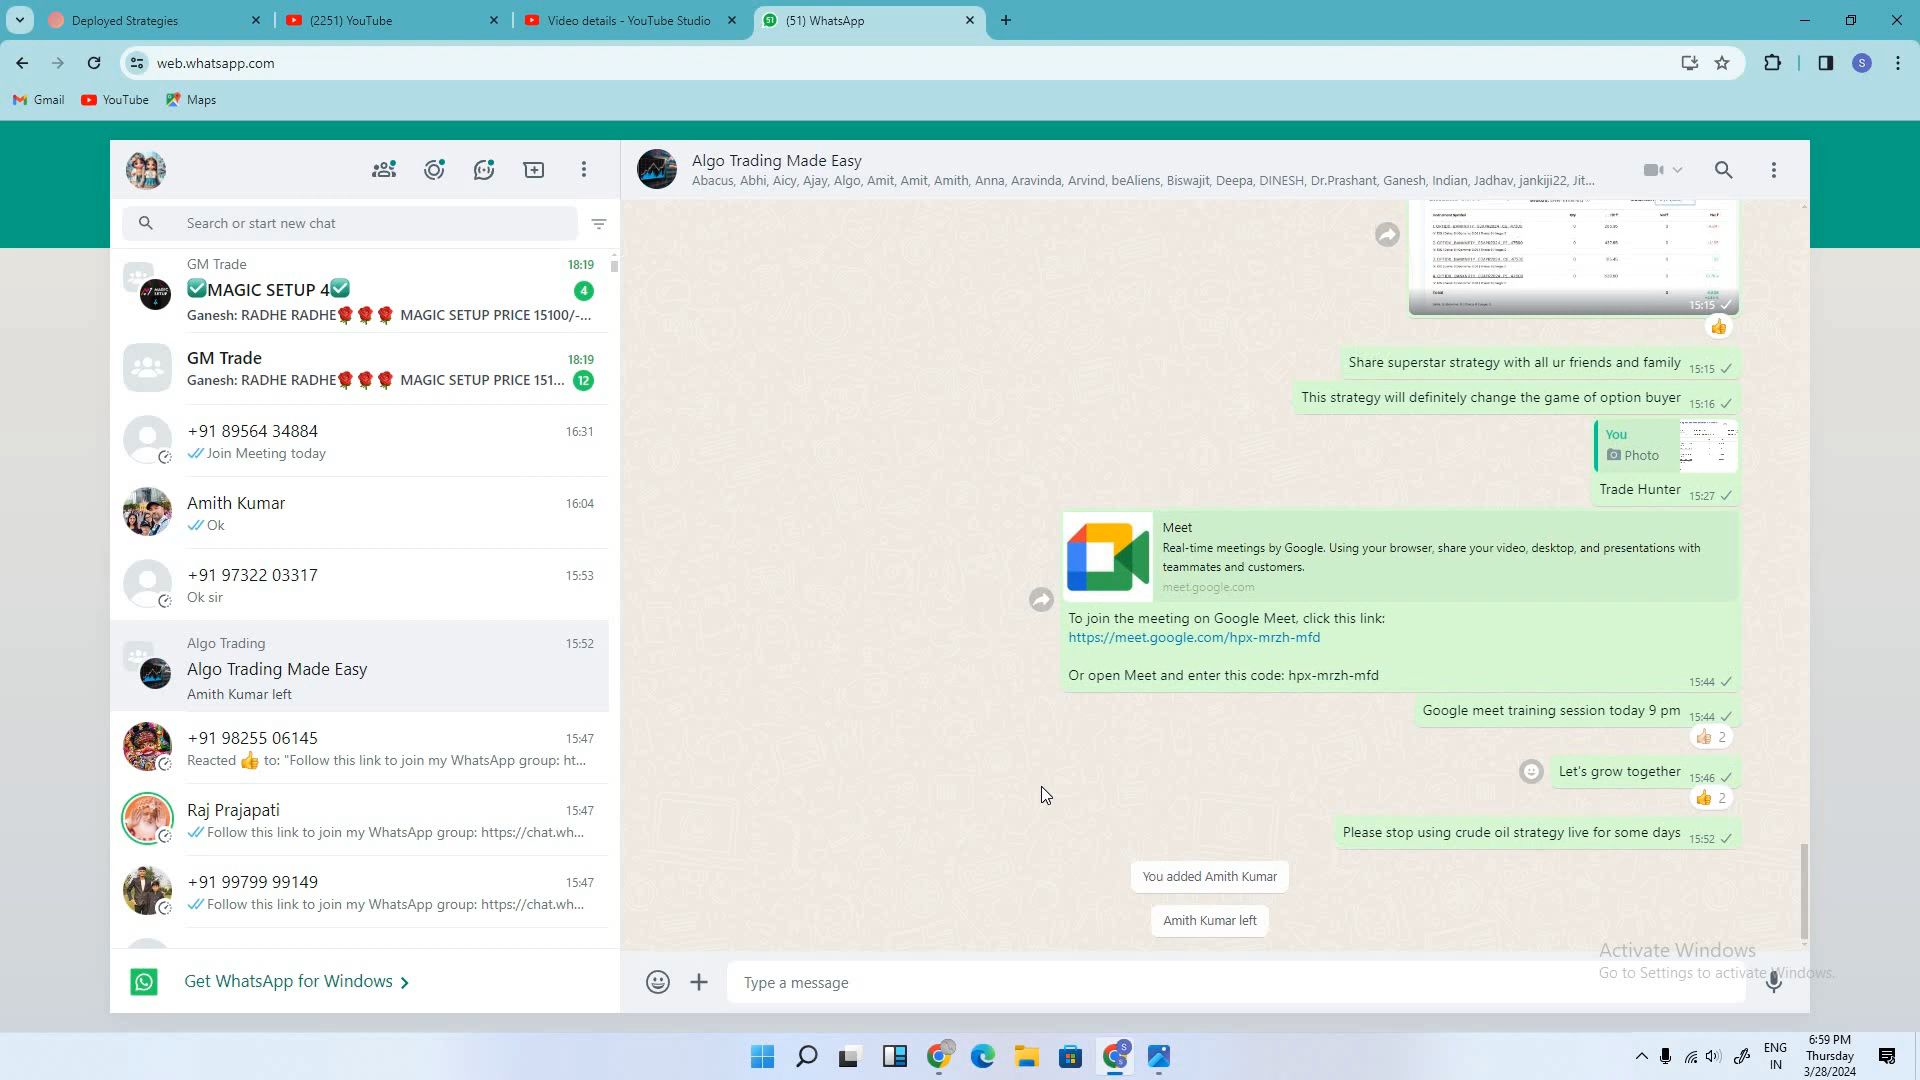 Deployed Strategies
(2251) YouTube
Video details - YouTube Studio
51
(51) WhatsApp
web.whatsapp.com
S
Gmail
YouTube
Maps
Search or start new chat
GM Trade
18:19
✅MAGIC SETUP 4✅
4
Ganesh: RADHE RADHE🌹🌹🌹 MAGIC SETUP PRICE 15100/-...
GM Trade
18:19
Ganesh: RADHE RADHE🌹🌹🌹 MAGIC SETUP PRICE 151...
12
+91 89564 34884
16:31
Join Meeting today
Amith Kumar
16:04
Ok
+91 97322 03317
15:53
Ok sir
Algo Trading
15:52
Algo Trading Made Easy
Amith Kumar left
+91 98255 06145
15:47
Reacted 👍 to: "Follow this link to join my WhatsApp group: ht...
Raj Prajapati
15:47
Follow this link to join my WhatsApp group: https://chat.wh...
+91 99799 99149
15:47
Follow this link to join my WhatsApp group: https://chat.wh...
Get WhatsApp for Windows
Algo Trading Made Easy
Abacus, Abhi, Aicy, Ajay, Algo, Amit, Amit, Amith, Anna, Aravinda, Arvind, beAliens, Biswajit, Deepa, DINESH, Dr.Prashant, Ganesh, Indian, Jadhav, jankiji22, Jit...
15:15
👍
Share superstar strategy with all ur friends and family
15:15
This strategy will definitely change the game of option buyer
15:16
You
Photo
Trade Hunter
15:27
Meet
Real-time meetings by Google. Using your browser, share your video, desktop, and presentations with
teammates and customers.
meet.google.com
To join the meeting on Google Meet, click this link:
https://meet.google.com/hpx-mrzh-mfd
Or open Meet and enter this code: hpx-mrzh-mfd
15:44
Google meet training session today 9 pm
15:44
👍 2
Let's grow together
15:46
👍 2
Please stop using crude oil strategy live for some days
15:52
You added Amith Kumar
Amith Kumar left
Activate Windows
Go to Settings to activate Windows.
Type a message
ENG
IN
6:59 PM
Thursday
3/28/2024